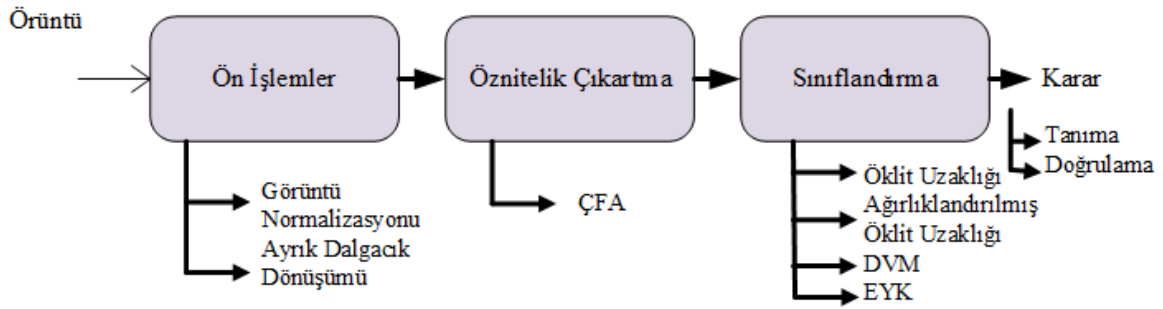 Örüntü
Ön İşlemler
Öznitelik Çıkartma
Sınıflandırma
Karar
Tanıma
Doğrulama
Görüntü
Normalizasyonu
Ayrık Dalgacık
Dönüşümü
ÇFA
Öklit Uzaklığı
Ağırlıklandırılmış
Öklit Uzaklığı
DVM
EYK